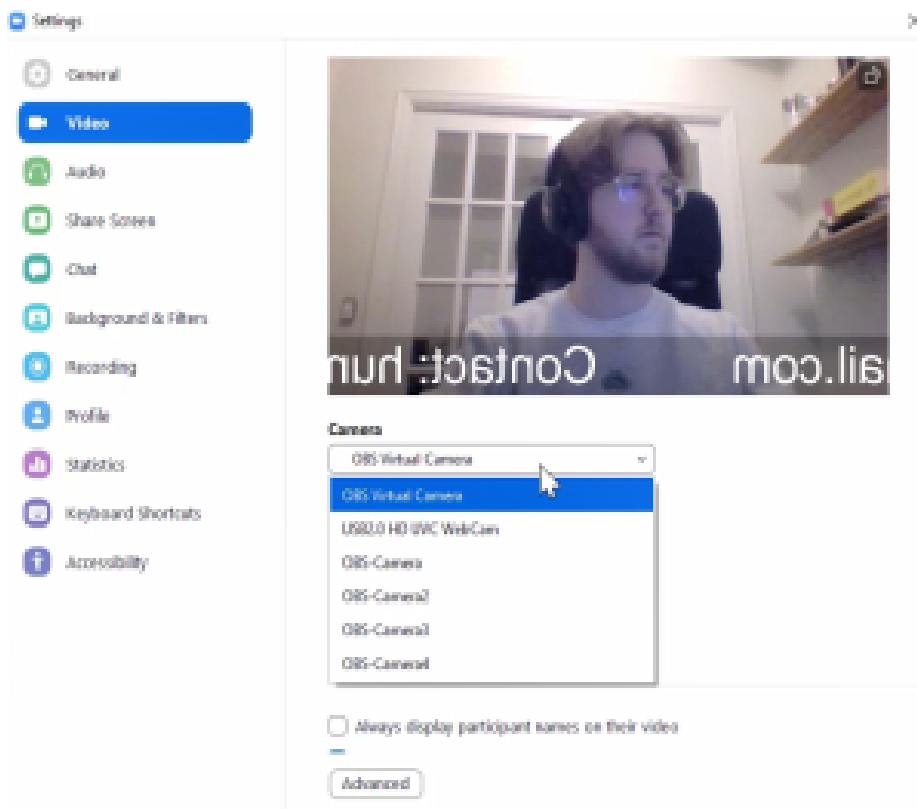 Settings
General
Video
Audio
Share Screen
Chat
Background & Filters
Recording
Profile
Statistics
Keyboard Shortcuts
Accessibility
ail.com Contact: hun
Camera
OBS Virtual Camera
OBS Virtual Camera
USB2.0 HD UVC WebCam
OBS-Camera
OBS-Camera2
OBS-Camera3
OBS-Camera4
Always display participant names on their video
Advanced